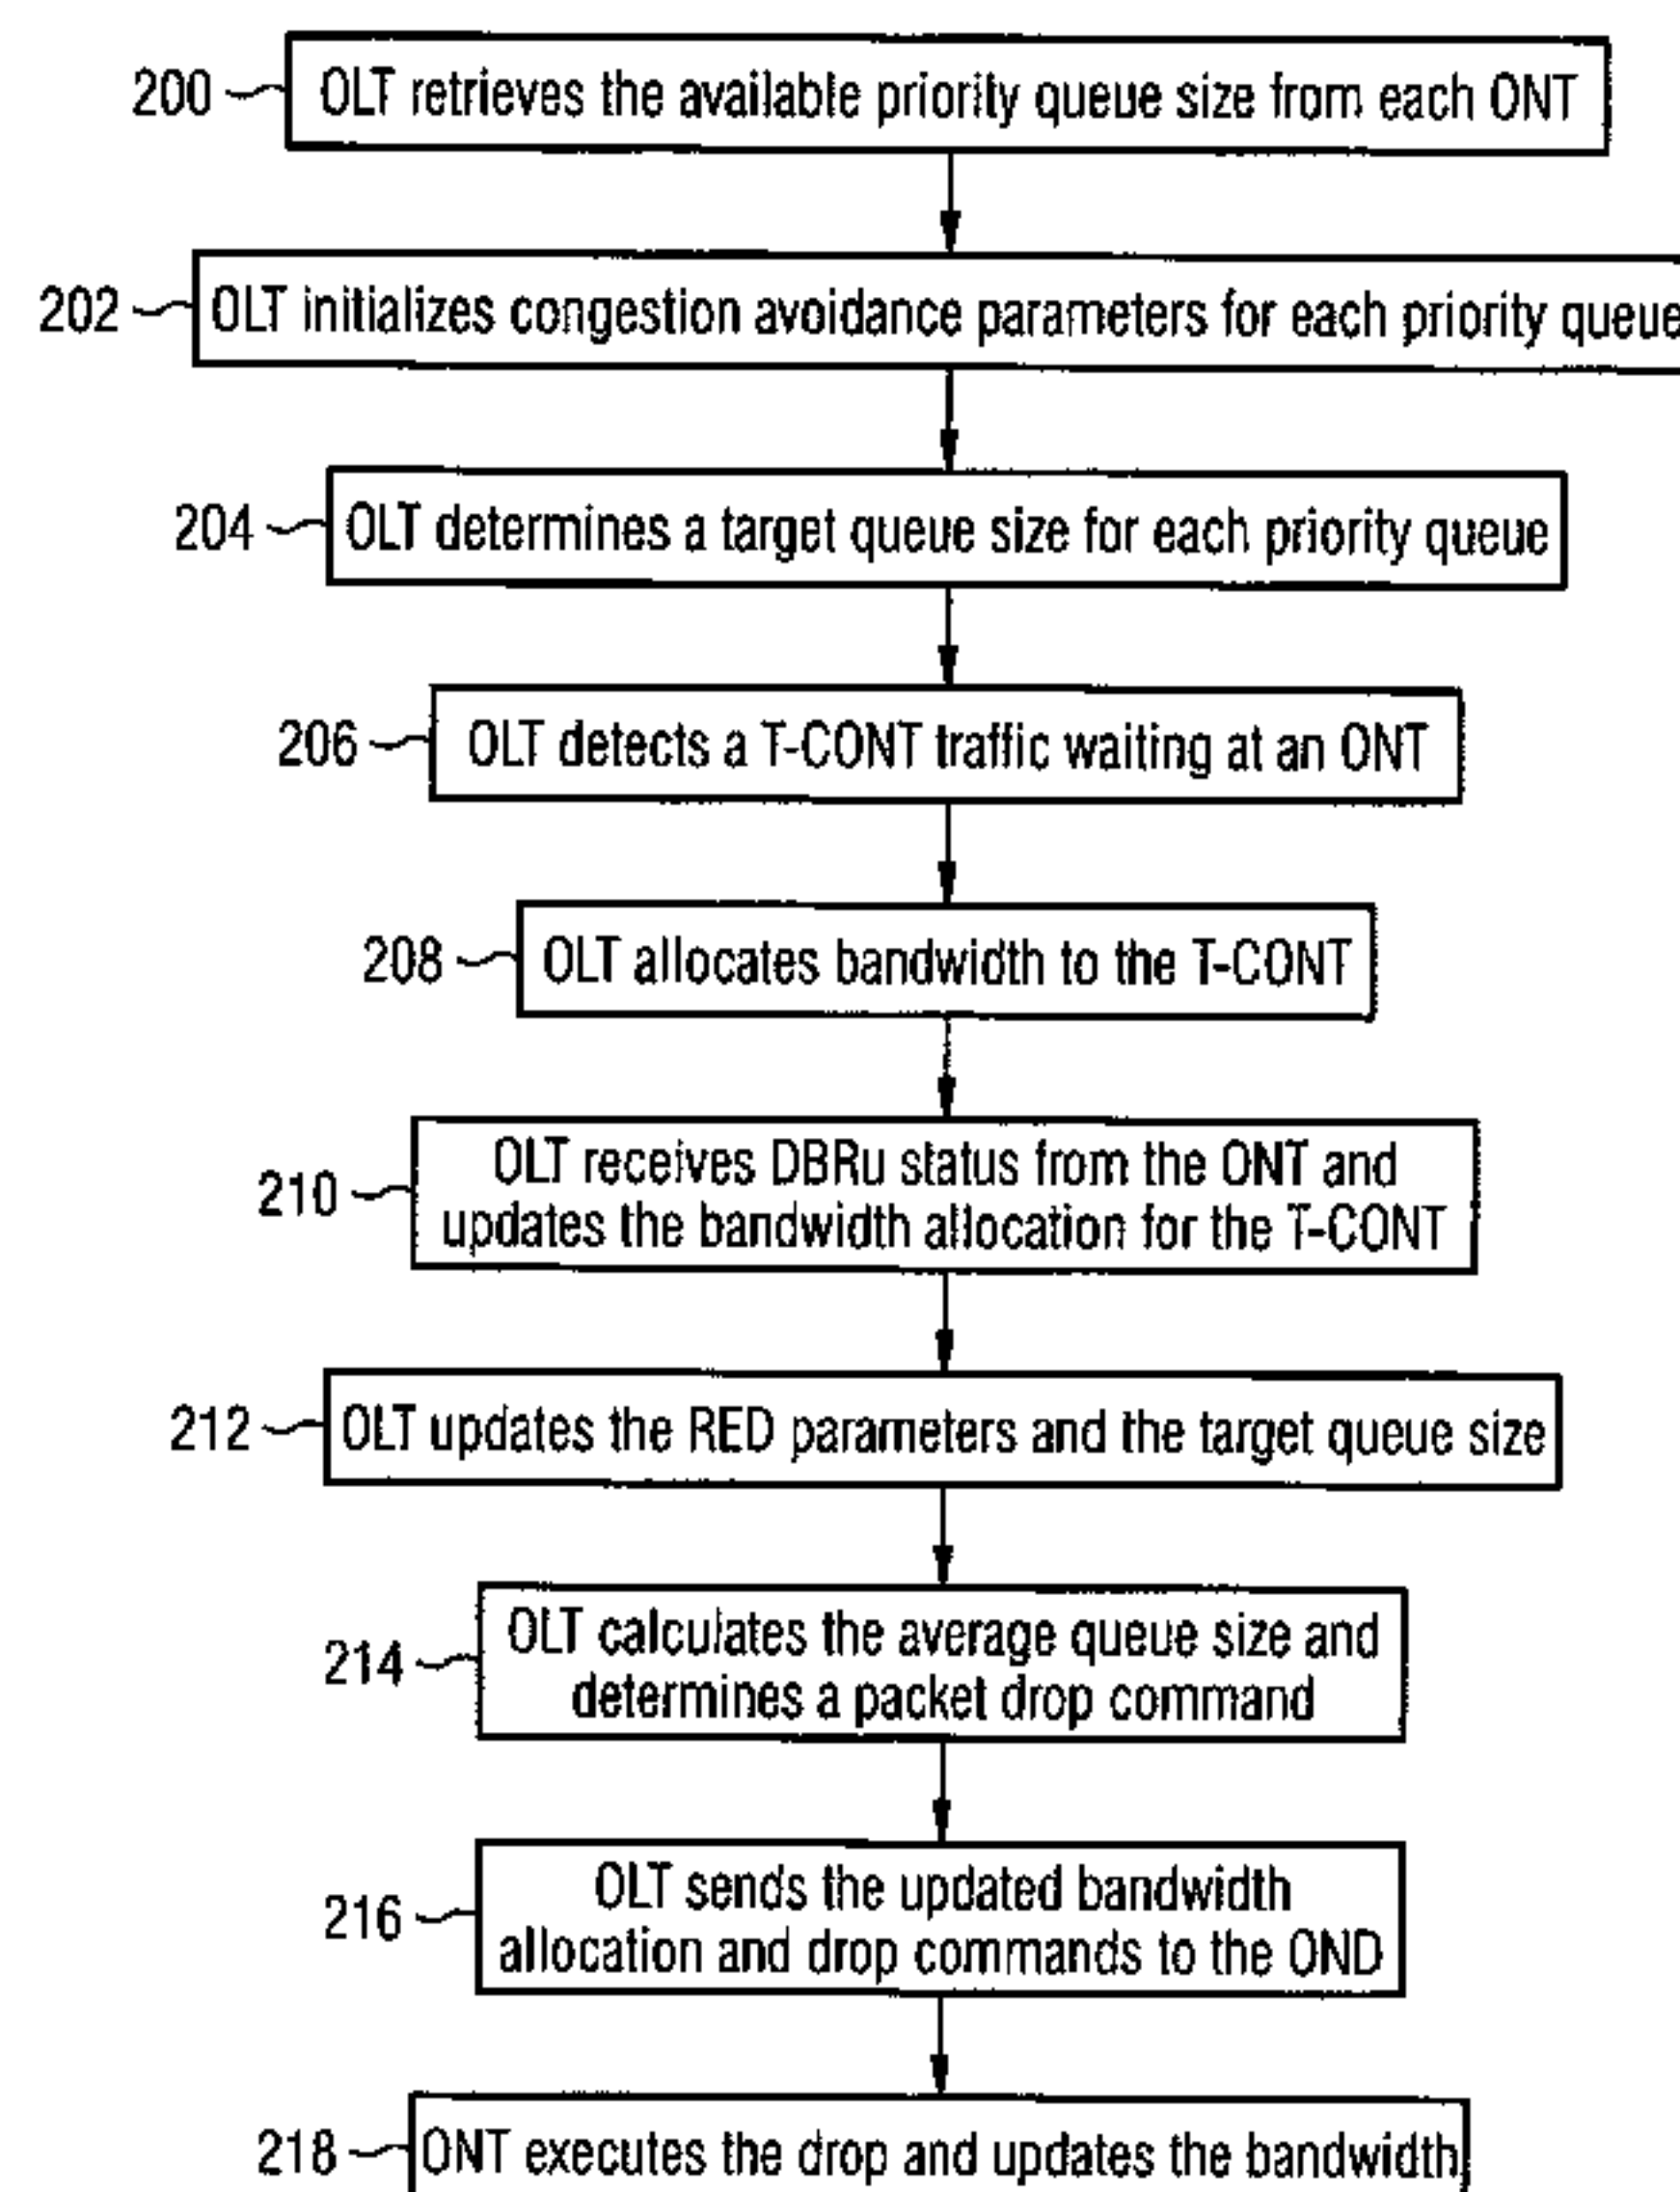 200 OLT retrieves the available priority queue size from each ONT
202 OLT initializes congestion avoidance parameters for each priority queue
204 OLT determines a target queue size for each priority queue
206 OLT detects a T-CONT traffic waiting at an ONT
208 OLT allocates bandwidth to the T-CONT
210 OLT receives DBRu status from the ONT and
updates the bandwidth allocation for the T-CONT
212 OLT updates the RED parameters and the target queue size
214 OLT calculates the average queue size and
determines a packet drop command
216 OLT sends the updated bandwidth
allocation and drop commands to the OND
218 ONT executes the drop and updates the bandwidth